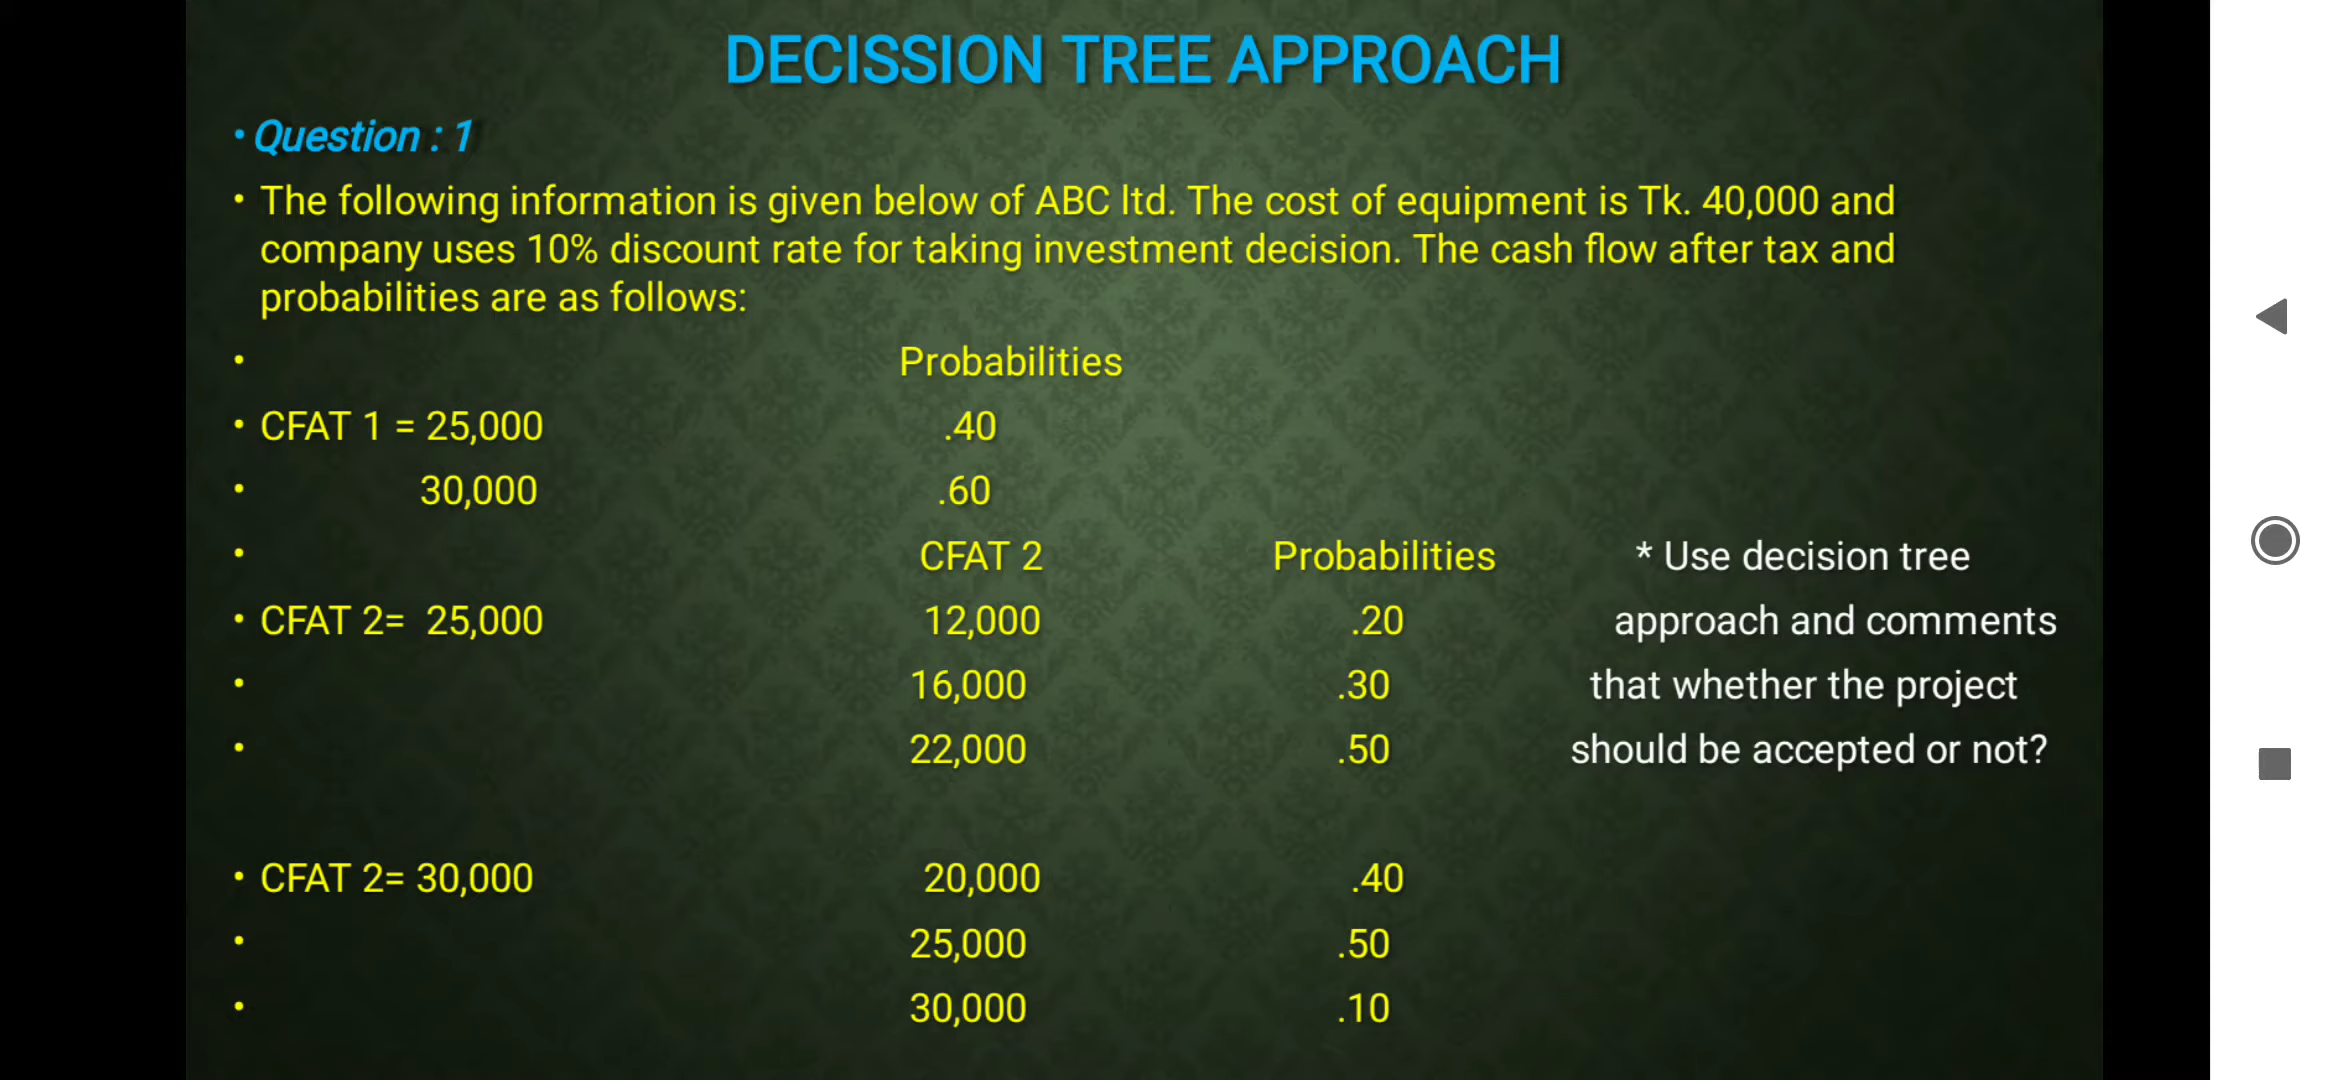 DECISSION TREE APPROACH
• Question : 1
• The following information is given below of ABC ltd. The cost of equipment is Tk. 40,000 and
company uses 10% discount rate for taking investment decision. The cash flow after tax and
probabilities are as follows:
• Probabilities
• CFAT 1 = 25,000 .40
• 30,000 .60
• CFAT 2 Probabilities * Use decision tree
• CFAT 2= 25,000 12,000 .20 approach and comments
• 16,000 .30 that whether the project
• 22,000 .50 should be accepted or not?
• CFAT 2= 30,000 20,000 .40
• 25,000 .50
• 30,000 .10